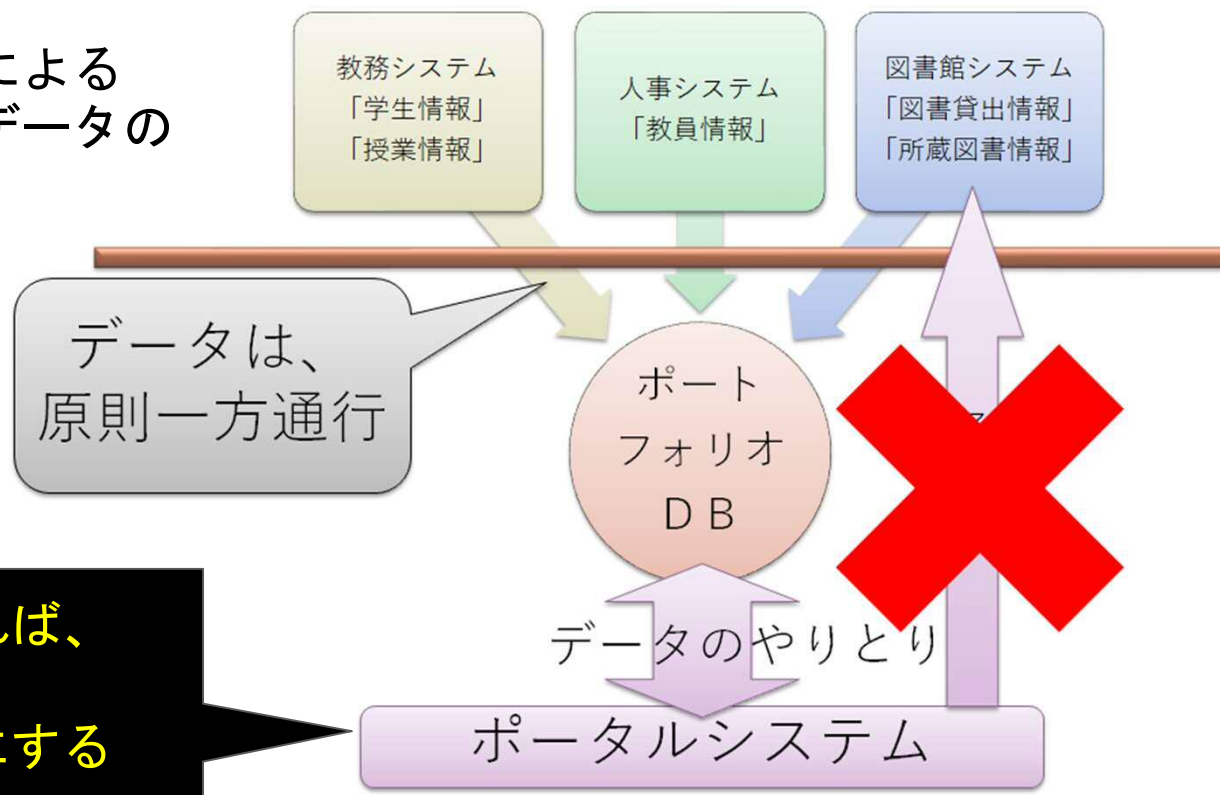 による
データの
教務システム
「学生情報」
「授業情報」
人事システム
「教員情報」
図書館システム
「図書貸出情報」
「所蔵図書情報」
データは、
原則一方通行
ポート
フォリオ
ＤＢ
データのやりとり
れば、
にする
ポータルシステム